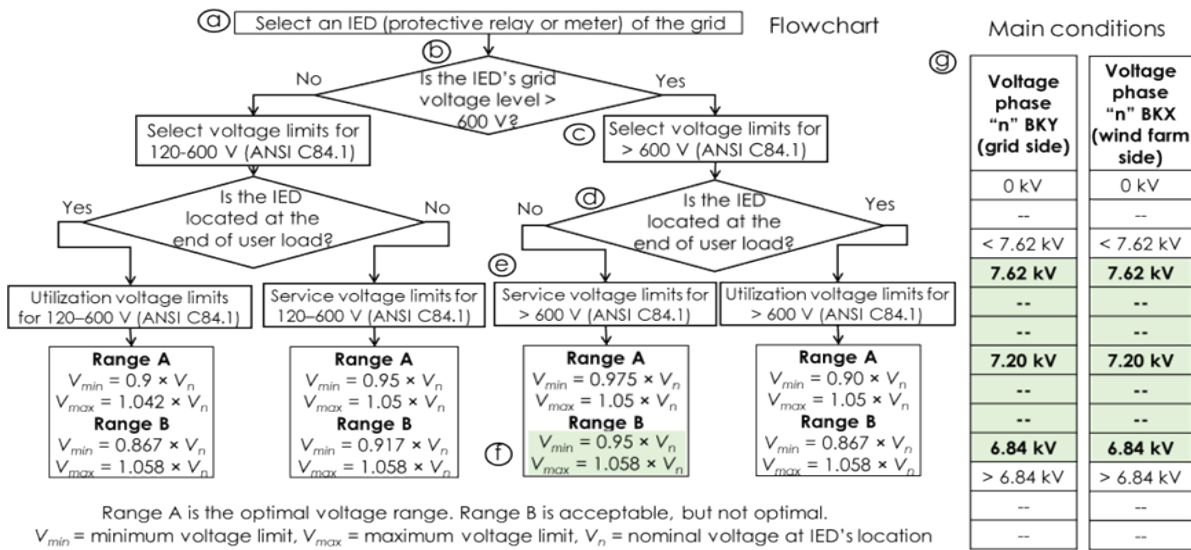 Flowchart
Main conditions
a
Select an IED (protective relay or meter) of the grid
b
Is the IED's grid
voltage level >
600 V?
No
Yes
Select voltage limits for
120-600 V (ANSI C84.1)
c
Select voltage limits for
> 600 V (ANSI C84.1)
Is the IED
located at the
end of user load?
Yes
No
d
Is the IED
located at the
end of user load?
No
Yes
e
Utilization voltage limits
for 120–600 V (ANSI C84.1)
Service voltage limits for
120–600 V (ANSI C84.1)
Service voltage limits for
> 600 V (ANSI C84.1)
Utilization voltage limits for
> 600 V (ANSI C84.1)
Range A
Vmin = 0.9 × Vn
Vmax = 1.042 × Vn
Range B
Vmin = 0.867 × Vn
Vmax = 1.058 × Vn
Range A
Vmin = 0.95 × Vn
Vmax = 1.05 × Vn
Range B
Vmin = 0.917 × Vn
Vmax = 1.058 × Vn
f
Range A
Vmin = 0.975 × Vn
Vmax = 1.05 × Vn
Range B
Vmin = 0.95 × Vn
Vmax = 1.058 × Vn
Range A
Vmin = 0.90 × Vn
Vmax = 1.05 × Vn
Range B
Vmin = 0.867 × Vn
Vmax = 1.058 × Vn
Range A is the optimal voltage range. Range B is acceptable, but not optimal.
Vmin = minimum voltage limit, Vmax = maximum voltage limit, Vn = nominal voltage at IED's location
g
Voltage
phase
“n” BKY
(grid side)
Voltage
phase
“n” BKX
(wind farm
side)
0 kV 0 kV
-- --
< 7.62 kV < 7.62 kV
7.62 kV 7.62 kV
-- --
-- --
7.20 kV 7.20 kV
-- --
-- --
6.84 kV 6.84 kV
> 6.84 kV > 6.84 kV
-- --
-- --